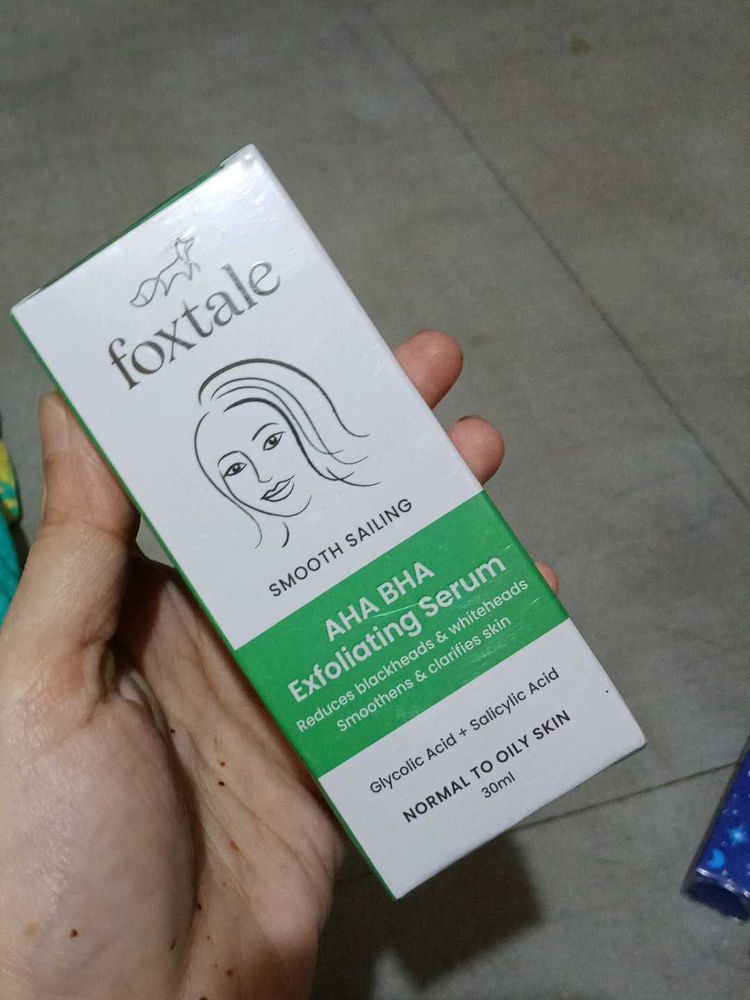 foxtale
SMOOTH SAILING
AHA BHA
Exfoliating Serum
Reduces blackheads & whiteheads
Smoothens & clarifies skin
Glycolic Acid + Salicylic Acid
NORMAL TO OILY SKIN
30ml